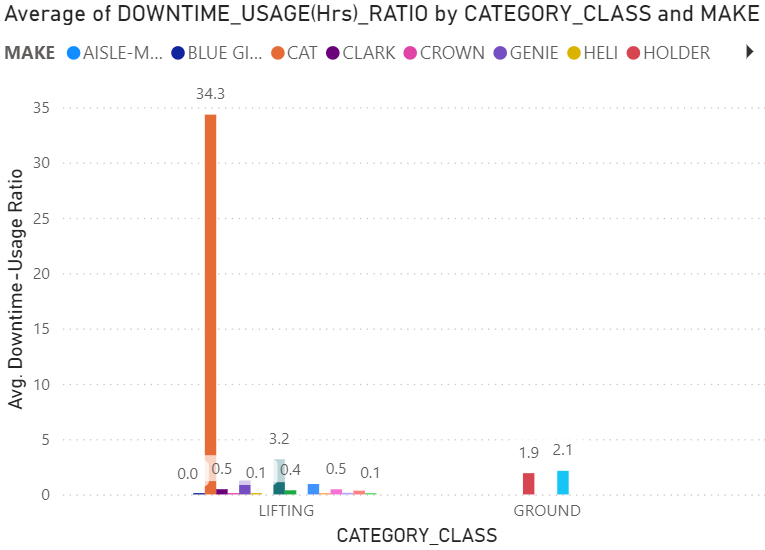 Average of DOWNTIME_USAGE(Hrs)_RATIO by CATEGORY_CLASS and MAKE
MAKE AISLE-M... BLUE GI... CAT CLARK CROWN GENIE HELI HOLDER
34.3
35
30
25
20
15
10
5
0
Avg. Downtime-Usage Ratio
0.0 0.5 0.1 3.2 0.4 0.5 0.1
1.9 2.1
LIFTING GROUND
CATEGORY_CLASS